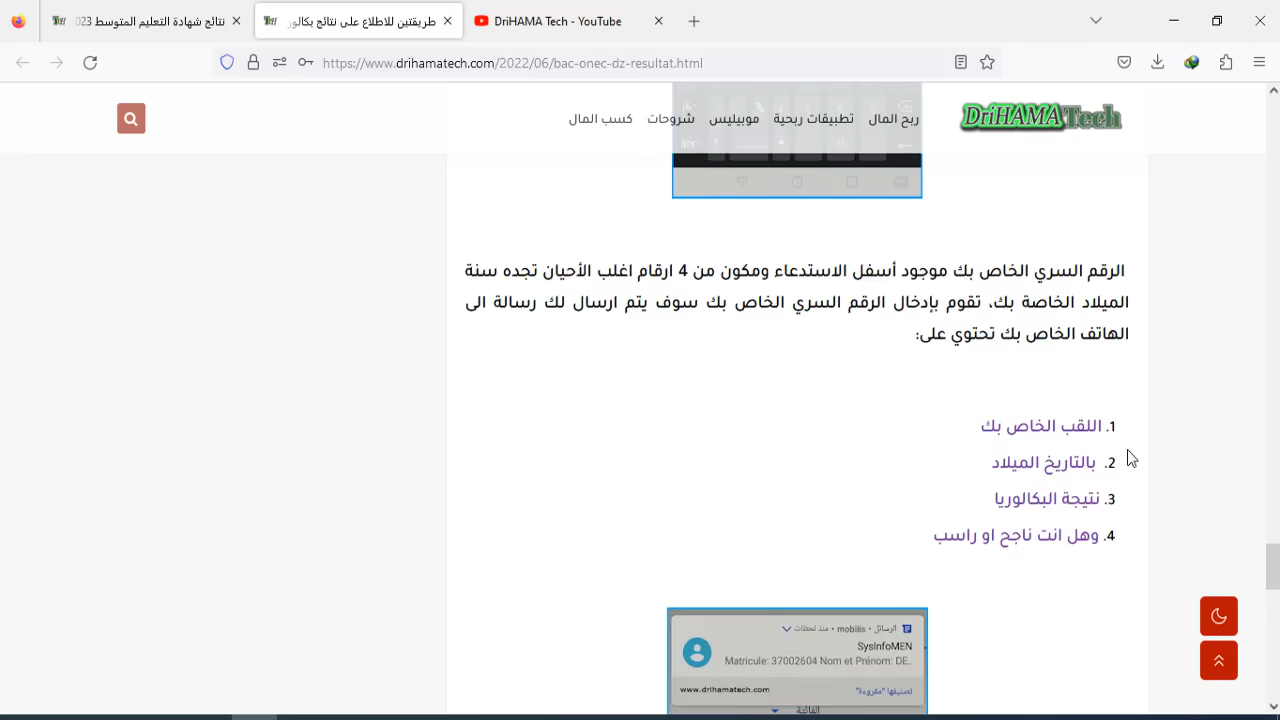 نتائج شهادة التعليم المتوسط 023
طريقتين للاطلاع على نتائج بكالور
DriHAMA Tech - YouTube
https://www.drihamatech.com/2022/06/bac-onec-dz-resultat.html
DriHAMATech
ربح المال
تطبيقات ربحية
موبيليس
شروحات
كسب المال
الرقم السري الخاص بك موجود أسفل الاستدعاء ومكون من 4 ارقام اغلب الأحيان تجده سنة
الميلاد الخاصة بك، تقوم بإدخال الرقم السري الخاص بك سوف يتم ارسال لك رسالة الى
الهاتف الخاص بك تحتوي على:
1. اللقب الخاص بك
2. بالتاريخ الميلاد
3. نتيجة البكالوريا
4. وهل انت ناجح او راسب
الرسائل • mobilis • منذ لحظات
SysInfoMEN
Matricule: 37002604 Nom et Prénom: DE..
تصنيفها "مقروءة"
www.drihamatech.com
الفائتة